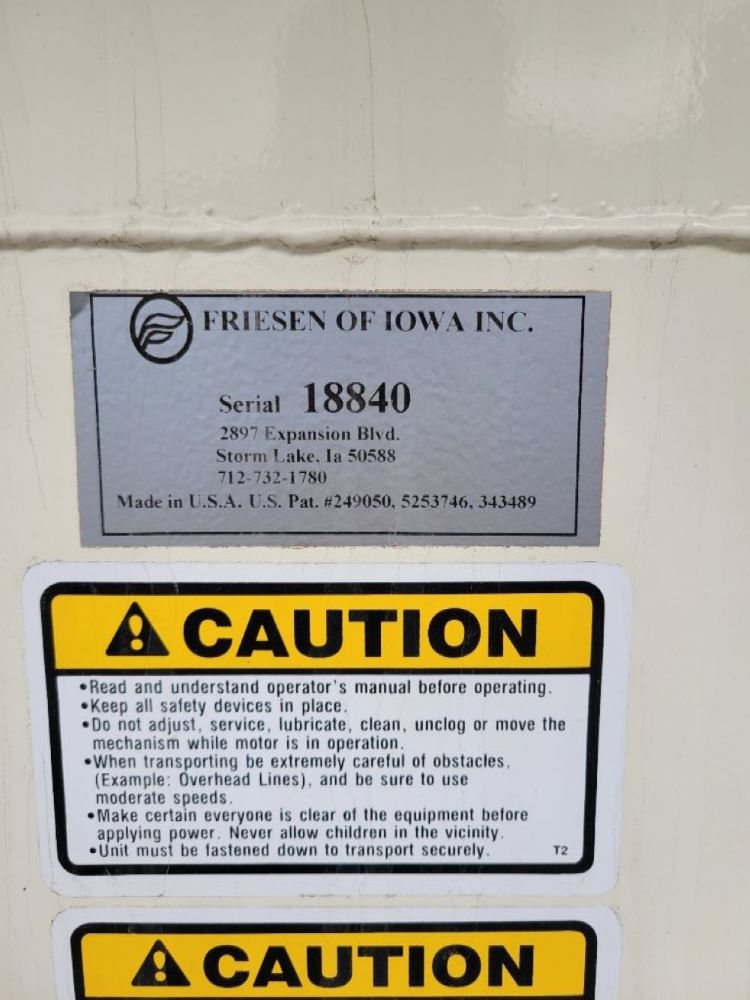 FRIESEN OF IOWA INC.
Serial 18840
2897 Expansion Blvd.
Storm Lake, Ia 50588
712-732-1780
Made in U.S.A. U.S. Pat. #249050, 5253746, 343489
CAUTION
•Read and understand operator's manual before operating.
•Keep all safety devices in place.
•Do not adjust, service, lubricate, clean, unclog or move the
mechanism while motor is in operation.
•When transporting be extremely careful of obstacles,
(Example: Overhead Lines), and be sure to use
moderate speeds.
•Make certain everyone is clear of the equipment before
applying power. Never allow children in the vicinity.
•Unit must be fastened down to transport securely. T2
CAUTION